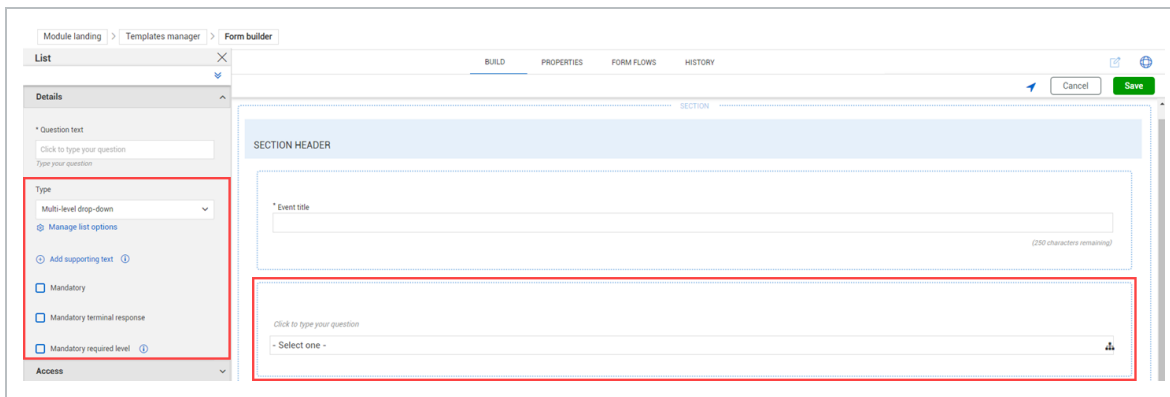 Module landing > Templates manager > Form builder
List
BUILD PROPERTIES FORM FLOWS HISTORY
Details
Cancel Save
SECTION
* Question text
Click to type your question
Type your question
SECTION HEADER
Type
Multi-level drop-down
Manage list options
Add supporting text
Mandatory
Mandatory terminal response
Mandatory required level
Access
* Event title
(250 characters remaining)
Click to type your question
- Select one -